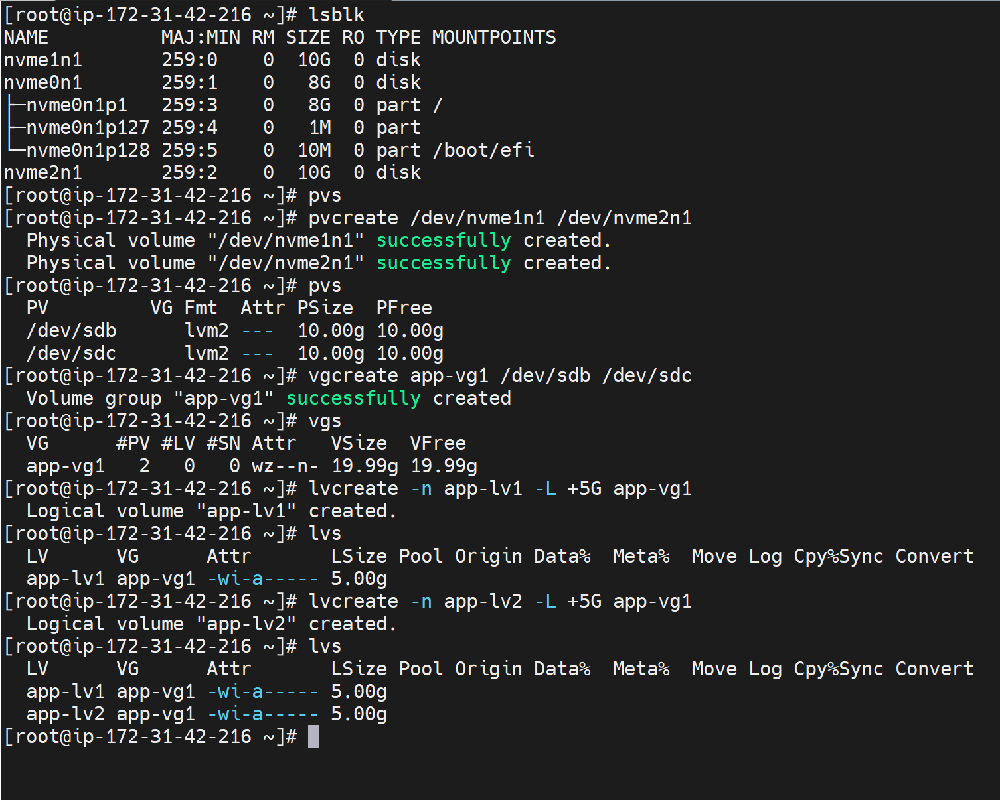 [root@ip-172-31-42-216 ~]# lsblk
NAME          MAJ:MIN RM SIZE RO TYPE MOUNTPOINTS
nvme1n1       259:0    0  10G  0 disk
nvme0n1       259:1    0   8G  0 disk
├─nvme0n1p1   259:3    0   8G  0 part /
├─nvme0n1p127 259:4    0   1M  0 part
└─nvme0n1p128 259:5    0  10M  0 part /boot/efi
nvme2n1       259:2    0  10G  0 disk
[root@ip-172-31-42-216 ~]# pvs
[root@ip-172-31-42-216 ~]# pvcreate /dev/nvme1n1 /dev/nvme2n1
  Physical volume "/dev/nvme1n1" successfully created.
  Physical volume "/dev/nvme2n1" successfully created.
[root@ip-172-31-42-216 ~]# pvs
  PV         VG Fmt  Attr PSize  PFree
  /dev/sdb      lvm2 ---  10.00g 10.00g
  /dev/sdc      lvm2 ---  10.00g 10.00g
[root@ip-172-31-42-216 ~]# vgcreate app-vg1 /dev/sdb /dev/sdc
  Volume group "app-vg1" successfully created
[root@ip-172-31-42-216 ~]# vgs
  VG      #PV #LV #SN Attr   VSize  VFree
  app-vg1   2   0   0 wz--n- 19.99g 19.99g
[root@ip-172-31-42-216 ~]# lvcreate -n app-lv1 -L +5G app-vg1
  Logical volume "app-lv1" created.
[root@ip-172-31-42-216 ~]# lvs
  LV      VG      Attr       LSize Pool Origin Data%  Meta%  Move Log Cpy%Sync Convert
  app-lv1 app-vg1 -wi-a----- 5.00g
[root@ip-172-31-42-216 ~]# lvcreate -n app-lv2 -L +5G app-vg1
  Logical volume "app-lv2" created.
[root@ip-172-31-42-216 ~]# lvs
  LV      VG      Attr       LSize Pool Origin Data%  Meta%  Move Log Cpy%Sync Convert
  app-lv1 app-vg1 -wi-a----- 5.00g
  app-lv2 app-vg1 -wi-a----- 5.00g
[root@ip-172-31-42-216 ~]#